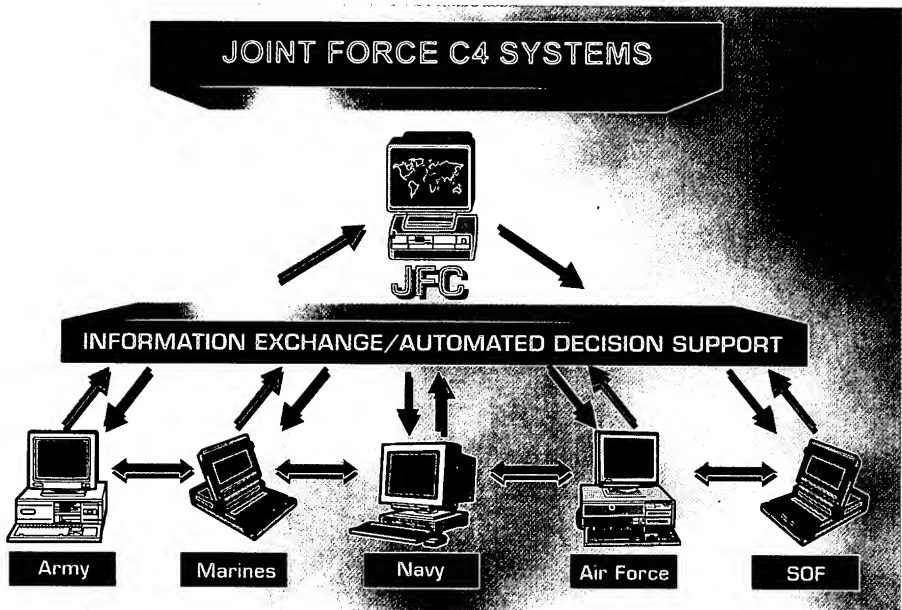 JOINT FORCE C4 SYSTEMS
JFC
INFORMATION EXCHANGE/AUTOMATED DECISION SUPPORT
Army
Marines
Navy
Air Force
SOF